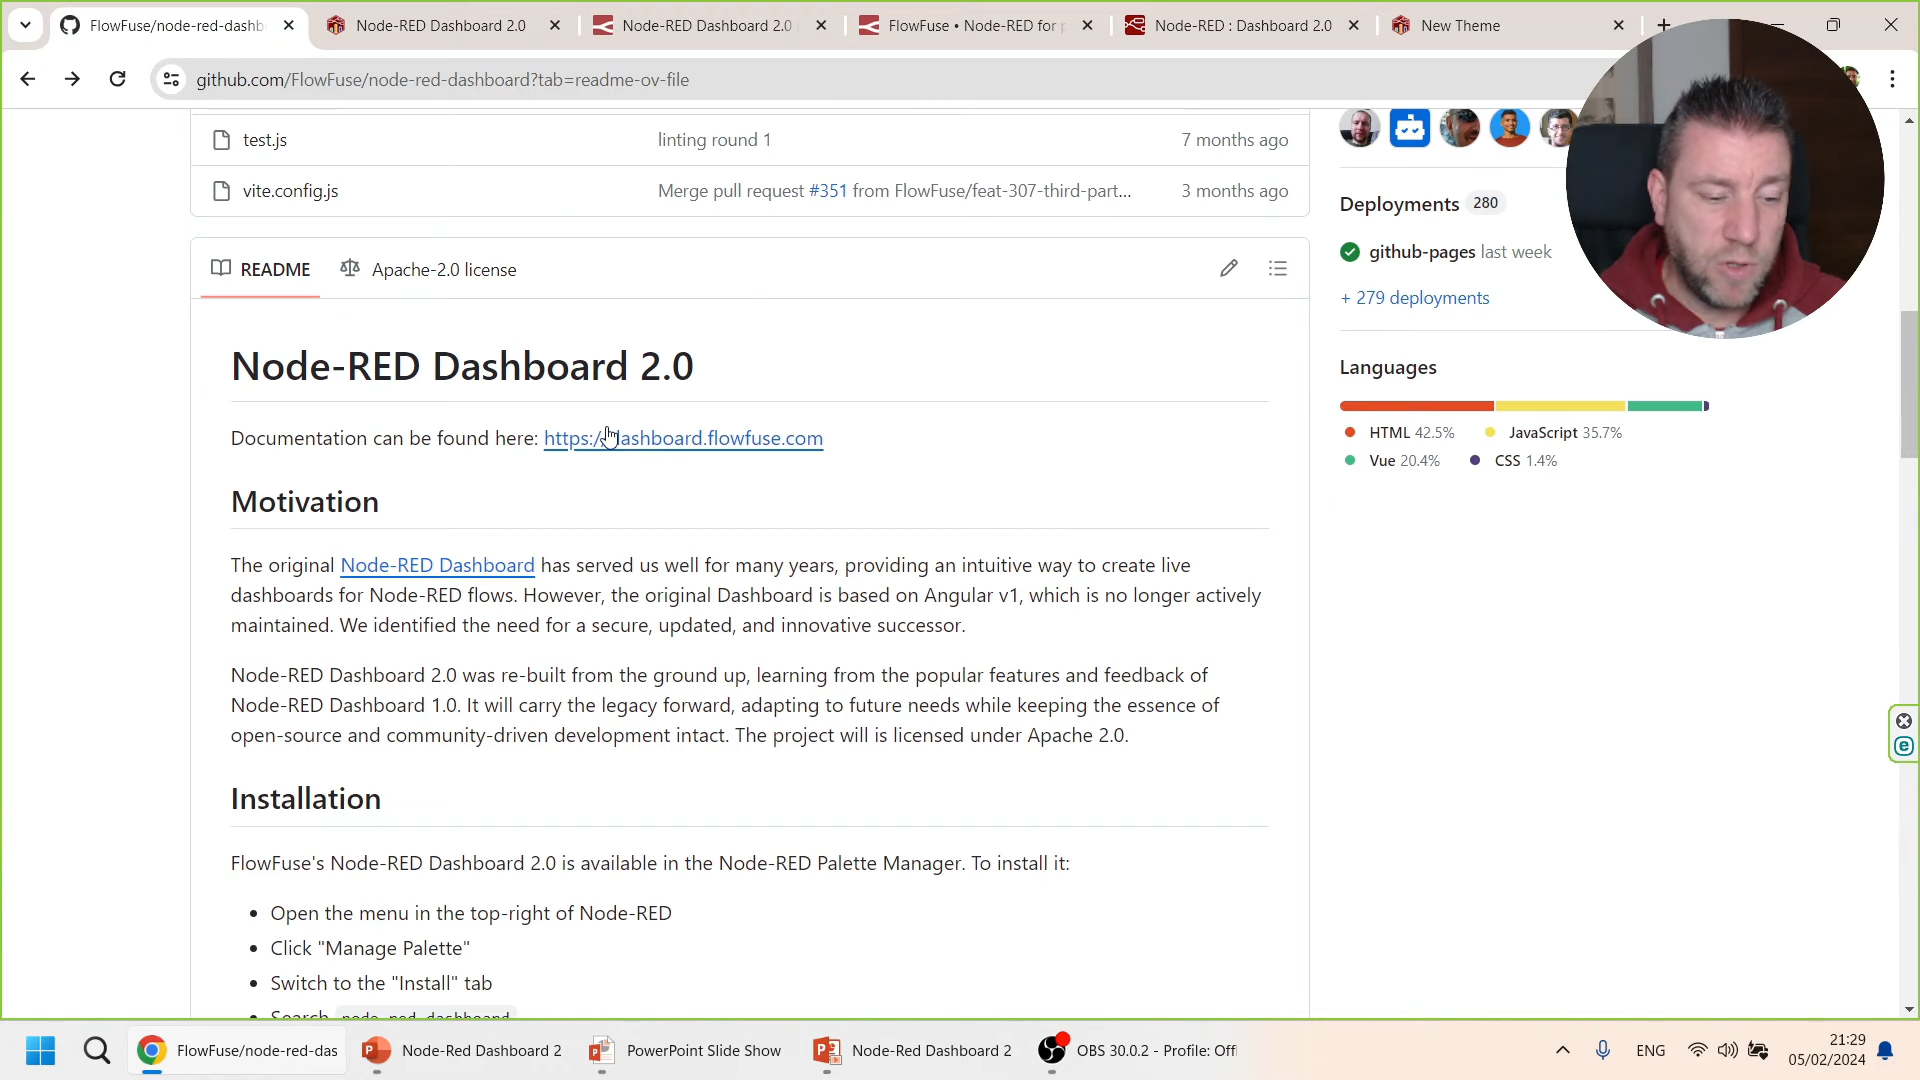 FlowFuse/node-red-dashb
Node-RED Dashboard 2.0
Node-RED Dashboard 2.0
FlowFuse • Node-RED for p
Node-RED : Dashboard 2.0
New Theme
github.com/FlowFuse/node-red-dashboard?tab=readme-ov-file
test.js
linting round 1
7 months ago
vite.config.js
Merge pull request #351 from FlowFuse/feat-307-third-part...
3 months ago
README
Apache-2.0 license
Node-RED Dashboard 2.0
Documentation can be found here: https://dashboard.flowfuse.com
Motivation
The original Node-RED Dashboard has served us well for many years, providing an intuitive way to create live
dashboards for Node-RED flows. However, the original Dashboard is based on Angular v1, which is no longer actively
maintained. We identified the need for a secure, updated, and innovative successor.
Node-RED Dashboard 2.0 was re-built from the ground up, learning from the popular features and feedback of
Node-RED Dashboard 1.0. It will carry the legacy forward, adapting to future needs while keeping the essence of
open-source and community-driven development intact. The project will is licensed under Apache 2.0.
Installation
FlowFuse's Node-RED Dashboard 2.0 is available in the Node-RED Palette Manager. To install it:
• Open the menu in the top-right of Node-RED
• Click "Manage Palette"
• Switch to the "Install" tab
• Search node-red-dashboard
Deployments 280
github-pages last week
+ 279 deployments
Languages
HTML 42.5%
JavaScript 35.7%
Vue 20.4%
CSS 1.4%
FlowFuse/node-red-das
Node-Red Dashboard 2
PowerPoint Slide Show
Node-Red Dashboard 2
OBS 30.0.2 - Profile: Off
ENG
21:29
05/02/2024